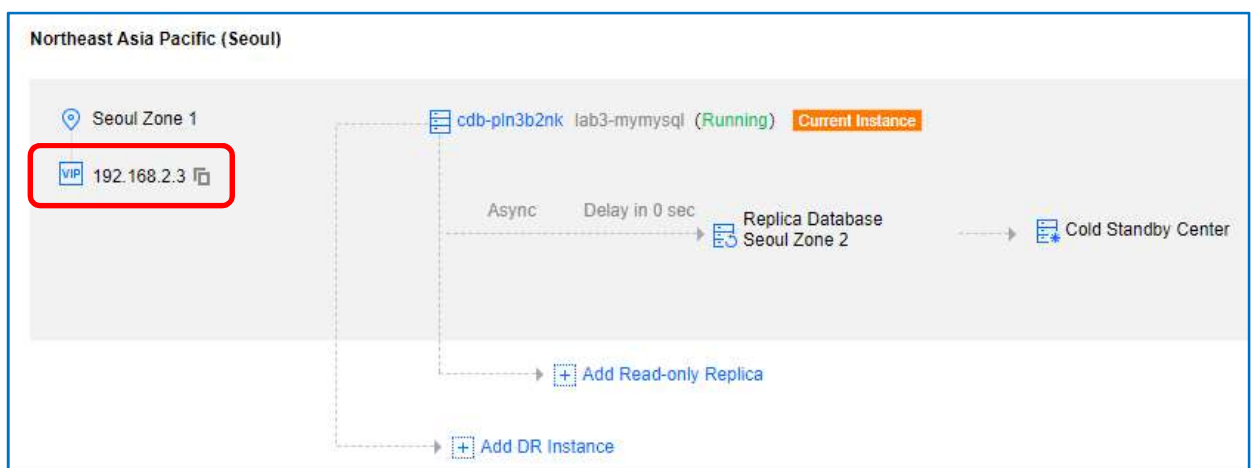 Northeast Asia Pacific (Seoul)
Seoul Zone 1
cdb-pln3b2nk lab3-mymysql (Running) Current Instance
VIP 192.168.2.3
Async Delay in 0 sec
Replica Database
Seoul Zone 2
Cold Standby Center
Add Read-only Replica
Add DR Instance